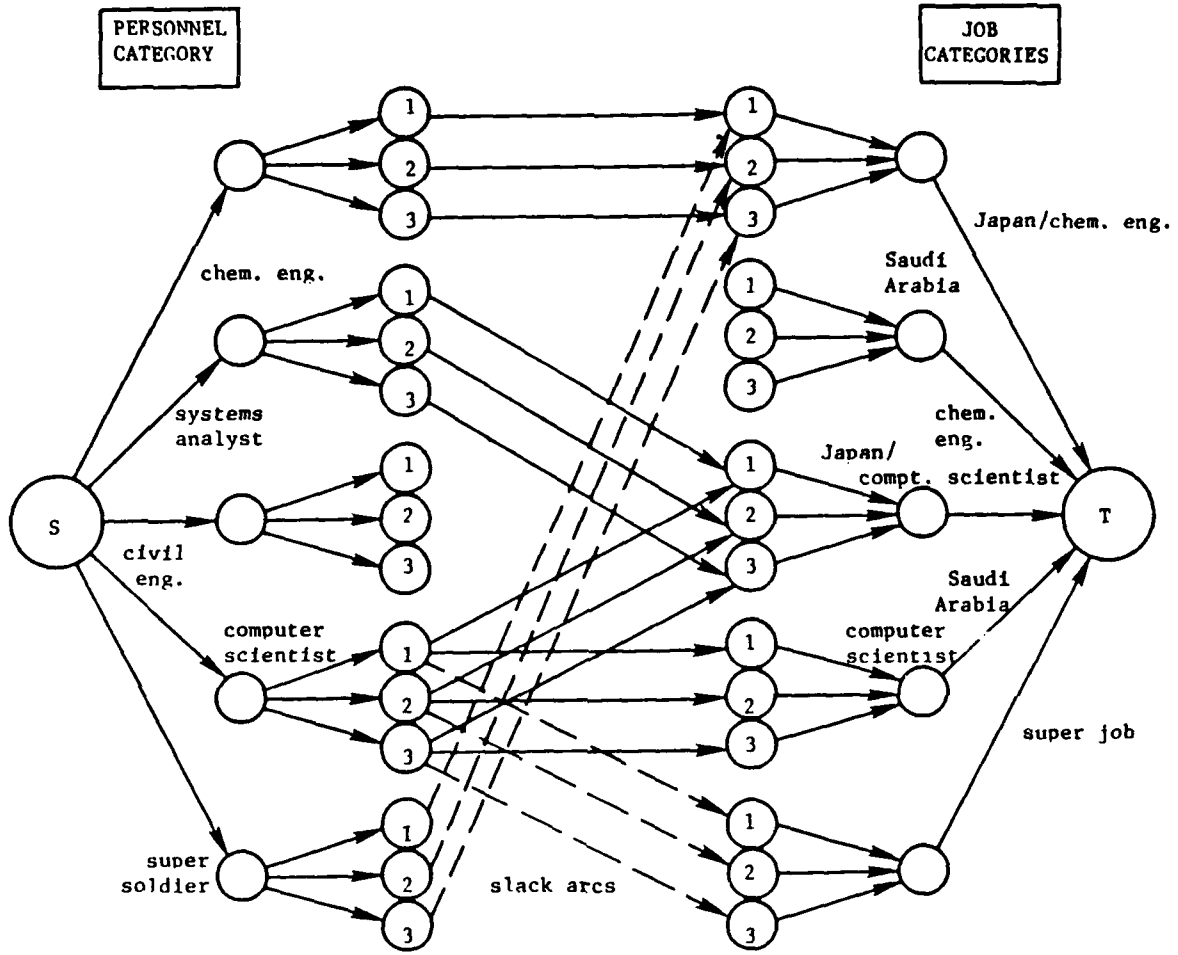 PERSONNEL
CATEGORY
JOB
CATEGORIES
1
2
3
1
2
3
chem. eng.
Japan/chem. eng.
1
2
3
1
2
3
Saudi
Arabia
systems
analyst
chem.
eng.
S
1
2
3
1
2
3
Japan/
compt. scientist
T
civil
eng.
Saudi
Arabia
computer
scientist
1
2
3
1
2
3
computer
scientist
super job
super
soldier
1
2
3
slack arcs
1
2
3